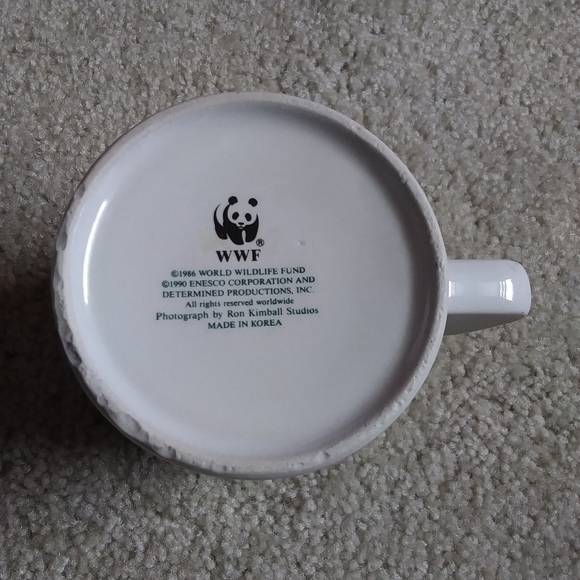 ®
WWF
©1986 WORLD WILDLIFE FUND
©1990 ENESCO CORPORATION AND
DETERMINED PRODUCTIONS, INC.
All rights reserved worldwide
Photograph by Ron Kimball Studios
MADE IN KOREA